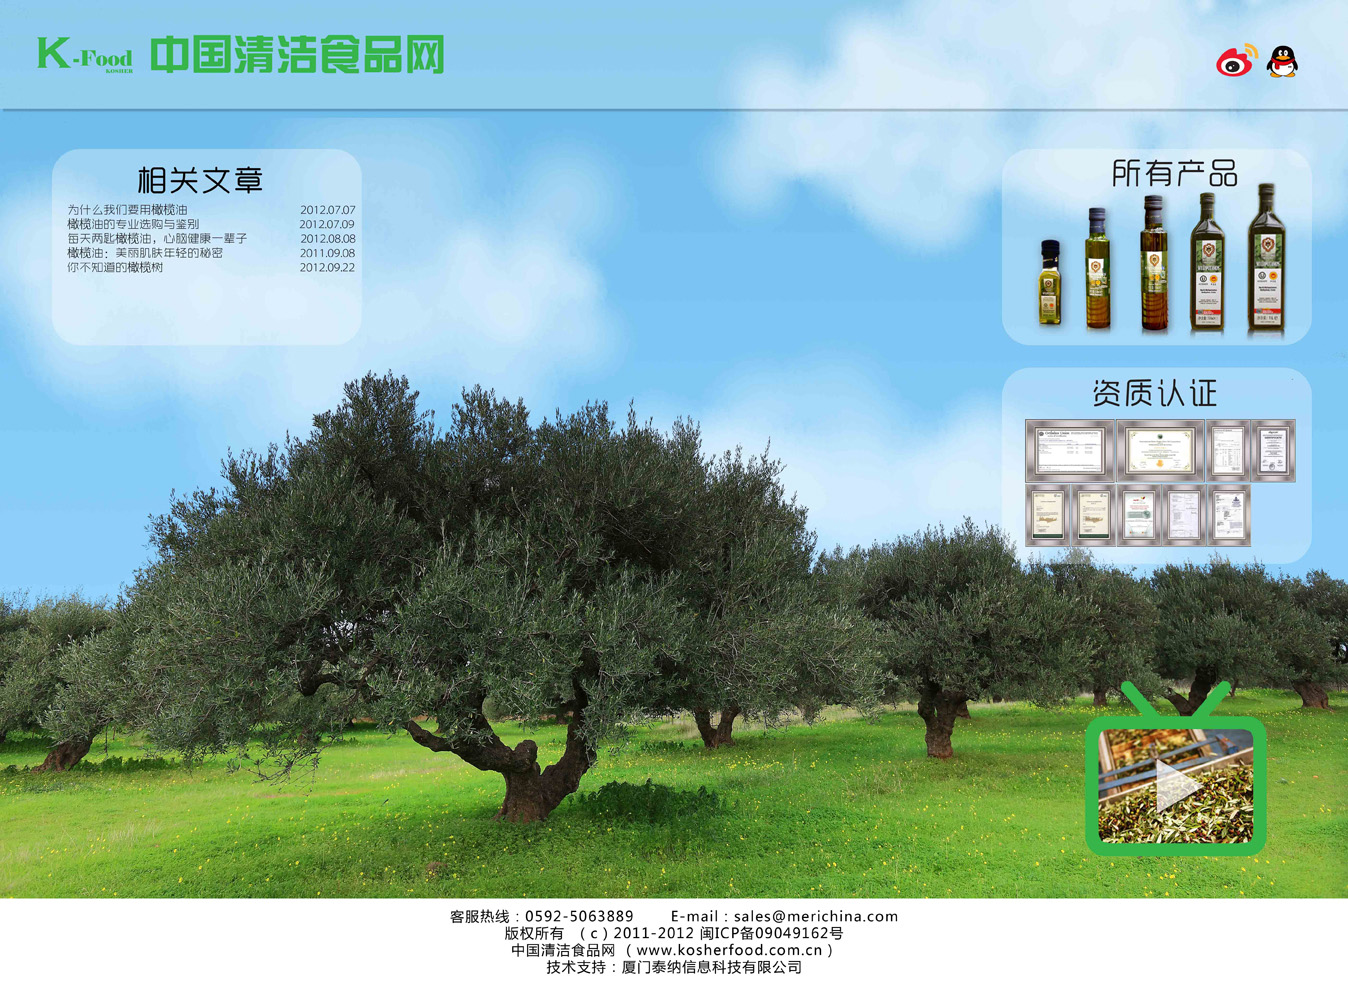 K-Food KOSHER 中国清洁食品网
相关文章
为什么我们要用橄榄油 2012.07.07
橄榄油的专业选购与鉴别 2012.07.09
每天两匙橄榄油，心脑健康一辈子 2012.08.08
橄榄油：美丽肌肤年轻的秘密 2011.09.08
你不知道的橄榄树 2012.09.22
所有产品
资质认证
客服热线：0592-5063889 E-mail：sales@merichina.com
版权所有 （c）2011-2012 闽ICP备09049162号
中国清洁食品网 （www.kosherfood.com.cn）
技术支持：厦门泰纳信息科技有限公司